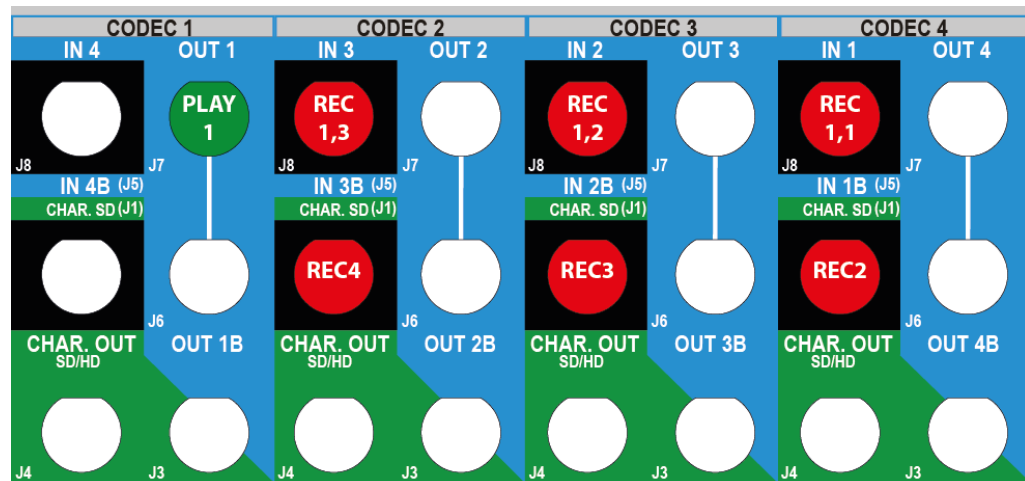 CODEC 1 CODEC 2 CODEC 3 CODEC 4
IN 4 OUT 1 IN 3 OUT 2 IN 2 OUT 3 IN 1 OUT 4
PLAY REC REC REC
1 1,3 1,2 1,1
J8 J7 J8 J7 J8 J7 J8 J7
IN 4B (J5) IN 3B (J5) IN 2B (J5) IN 1B (J5)
CHAR. SD (J1) CHAR. SD (J1) CHAR. SD (J1) CHAR. SD (J1)
REC4 REC3 REC2
J6 J6 J6 J6
CHAR. OUT OUT 1B CHAR. OUT OUT 2B CHAR. OUT OUT 3B CHAR. OUT OUT 4B
SD/HD SD/HD SD/HD SD/HD
J4 J3 J4 J3 J4 J3 J4 J3